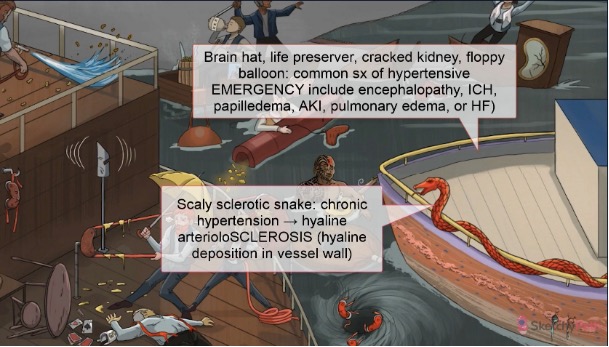 Brain hat, life preserver, cracked kidney, floppy
balloon: common sx of hypertensive
EMERGENCY include encephalopathy, ICH,
papilledema, AKI, pulmonary edema, or HF)
Scaly sclerotic snake: chronic
hypertension → hyaline
arterioloSCLEROSIS (hyaline
deposition in vessel wall)